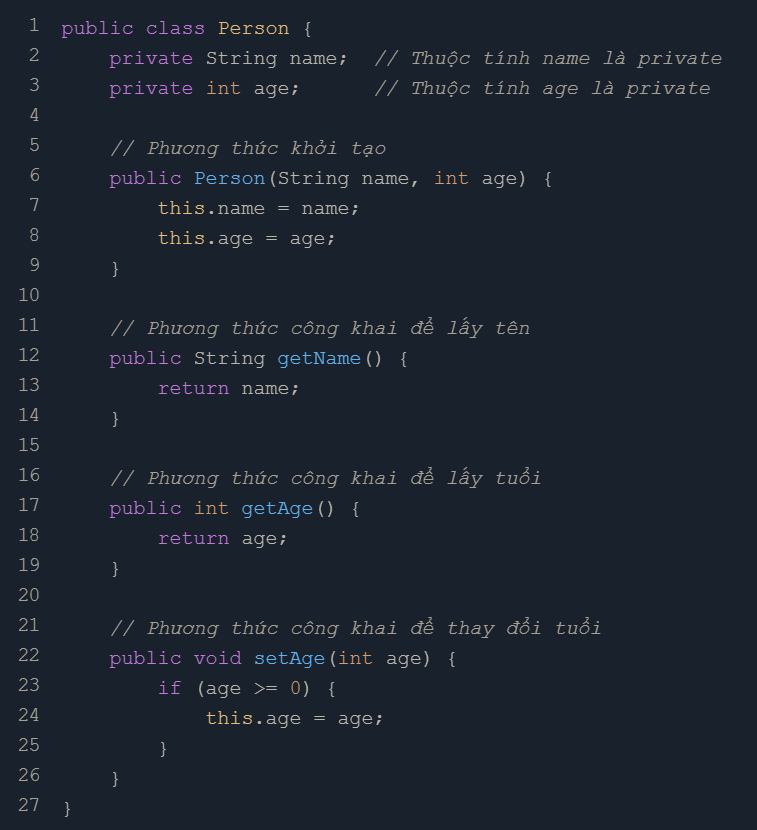 1 public class Person {
2     private String name;  // Thuộc tính name là private
3     private int age;      // Thuộc tính age là private
4
5     // Phương thức khởi tạo
6     public Person(String name, int age) {
7         this.name = name;
8         this.age = age;
9     }
10
11     // Phương thức công khai để lấy tên
12     public String getName() {
13         return name;
14     }
15
16     // Phương thức công khai để lấy tuổi
17     public int getAge() {
18         return age;
19     }
20
21     // Phương thức công khai để thay đổi tuổi
22     public void setAge(int age) {
23         if (age >= 0) {
24             this.age = age;
25         }
26     }
27 }